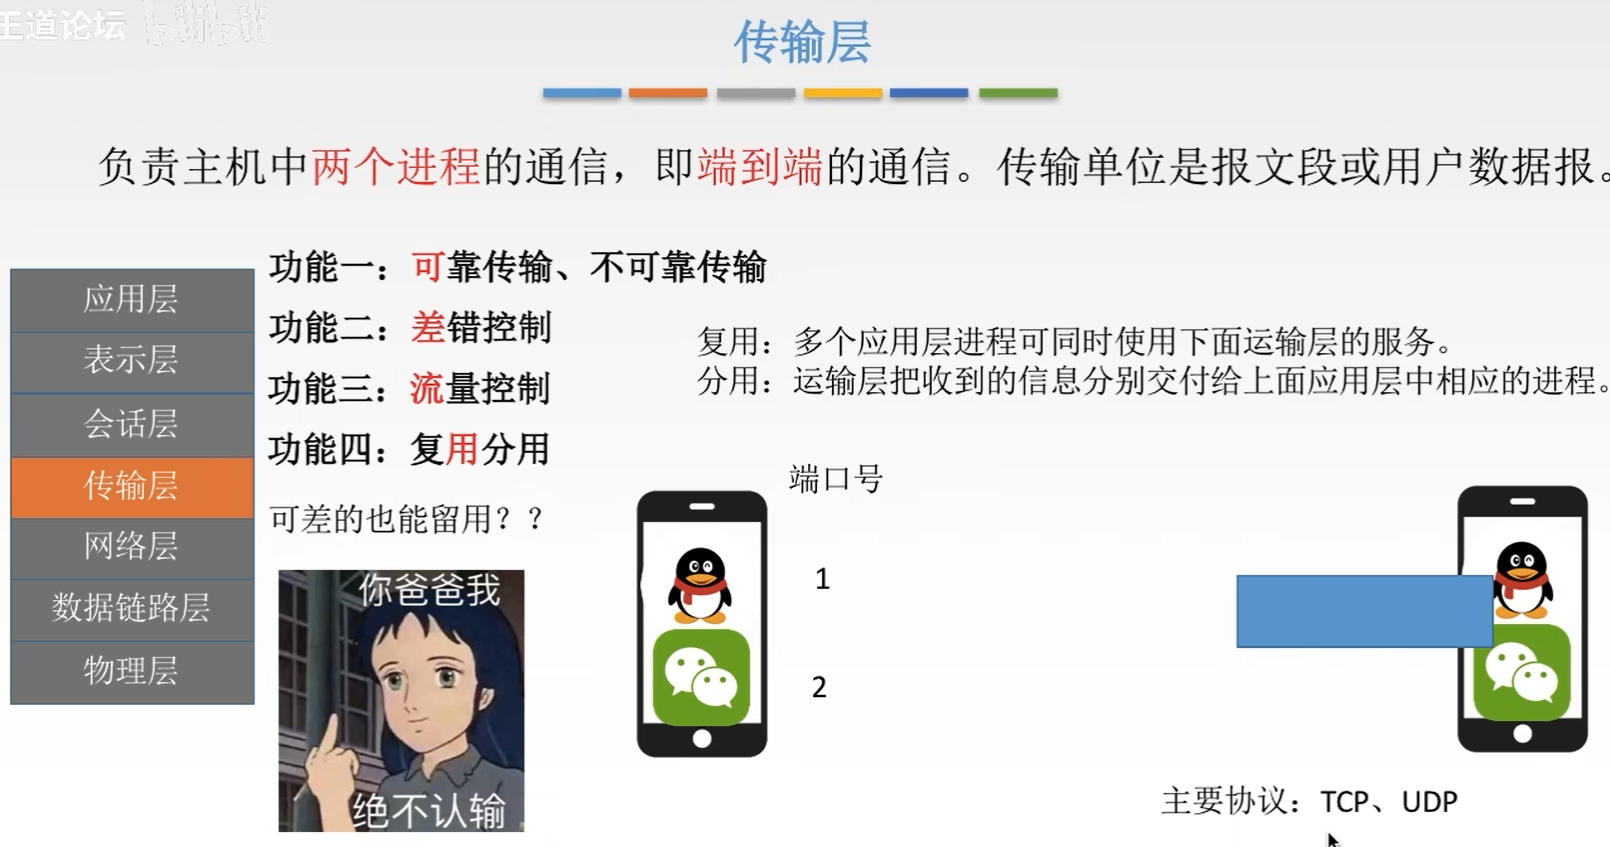 王道论坛 bilibili
传输层
负责主机中两个进程的通信，即端到端的通信。传输单位是报文段或用户数据报。
应用层
表示层
会话层
传输层
网络层
数据链路层
物理层
功能一：可靠传输、不可靠传输
功能二：差错控制
功能三：流量控制
功能四：复用分用
可差的也能留用？？
复用：多个应用层进程可同时使用下面运输层的服务。
分用：运输层把收到的信息分别交付给上面应用层中相应的进程。
端口号
1
2
你爸爸我
绝不认输
主要协议：TCP、UDP